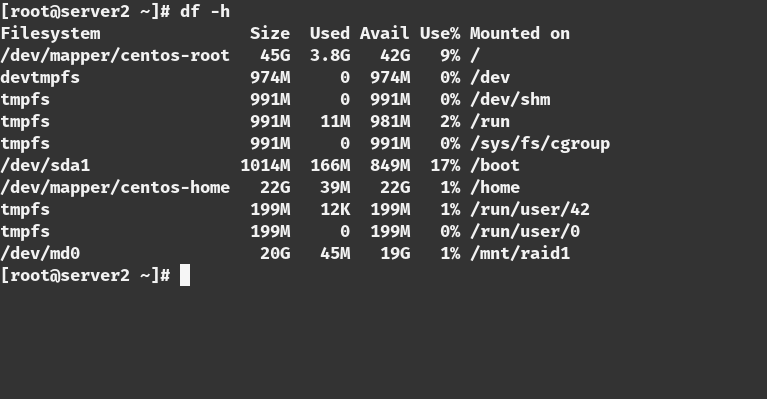 [root@server2 ~]# df -h
Filesystem               Size  Used Avail Use% Mounted on
/dev/mapper/centos-root   45G  3.8G   42G   9% /
devtmpfs                 974M     0  974M   0% /dev
tmpfs                    991M     0  991M   0% /dev/shm
tmpfs                    991M   11M  981M   2% /run
tmpfs                    991M     0  991M   0% /sys/fs/cgroup
/dev/sda1               1014M  166M  849M  17% /boot
/dev/mapper/centos-home   22G   39M   22G   1% /home
tmpfs                    199M   12K  199M   1% /run/user/42
tmpfs                    199M     0  199M   0% /run/user/0
/dev/md0                  20G   45M   19G   1% /mnt/raid1
[root@server2 ~]#